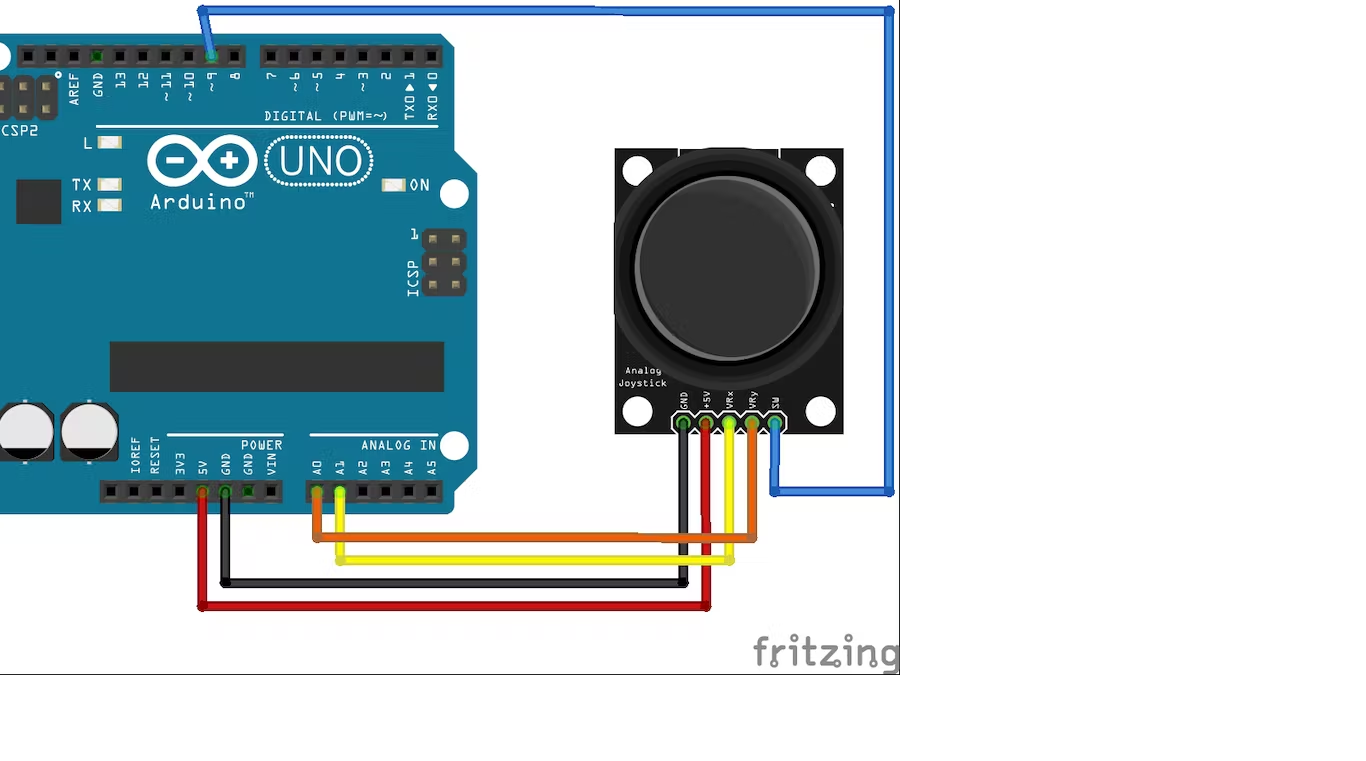 AREF
GND
13
12
~11
~10
~9
8
7
~6
~5
4
~3
2
TX0▶1
RX0◀0
CSP2
DIGITAL (PWM=~)
L
TX
RX
UNO
Arduino™
ON
1
ICSP
Analog
Joystick
GND
+5V
VRx
VRy
SW
POWER
ANALOG IN
IOREF
RESET
3V3
5V
GND
GND
VIN
A0
A1
A2
A3
A4
A5
fritzing